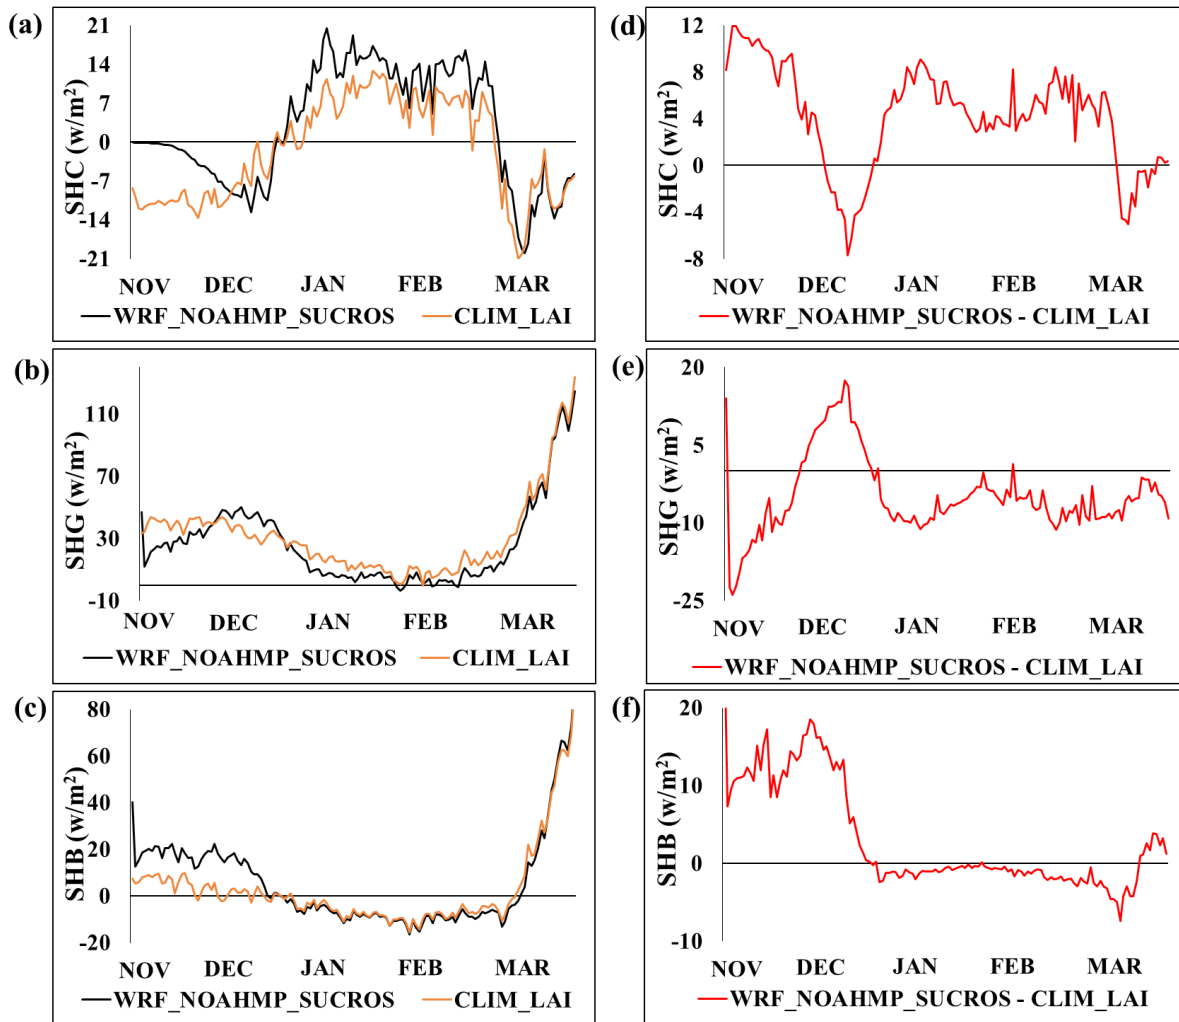 (a)
SHC (w/m²)
21
14
7
0
-7
-14
-21
NOV DEC JAN FEB MAR
WRF_NOAHMP_SUCROS CLIM_LAI
(d)
SHC (w/m²)
12
8
4
0
-4
-8
NOV DEC JAN FEB MAR
WRF_NOAHMP_SUCROS - CLIM_LAI
(b)
SHG (w/m²)
110
70
30
-10
NOV DEC JAN FEB MAR
WRF_NOAHMP_SUCROS CLIM_LAI
(e)
SHG (w/m²)
20
5
-10
-25
NOV DEC JAN FEB MAR
WRF_NOAHMP_SUCROS - CLIM_LAI
(c)
SHB (w/m²)
80
60
40
20
0
-20
NOV DEC JAN FEB MAR
WRF_NOAHMP_SUCROS CLIM_LAI
(f)
SHB (w/m²)
20
10
0
-10
NOV DEC JAN FEB MAR
WRF_NOAHMP_SUCROS - CLIM_LAI